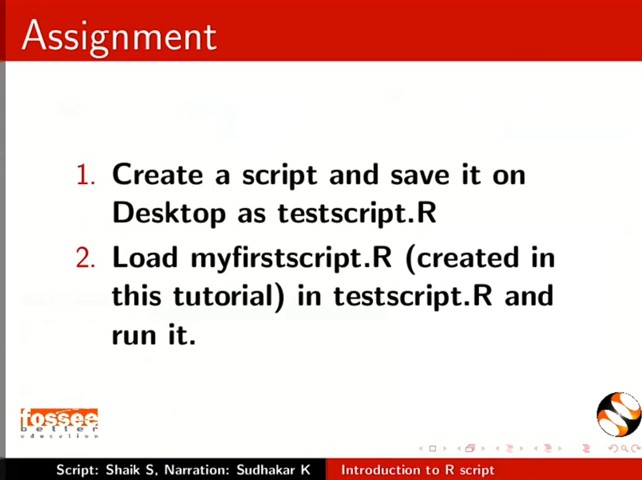 Assignment
1. Create a script and save it on
Desktop as testscript.R
2. Load myfirstscript.R (created in
this tutorial) in testscript.R and
run it.
fossee
better
education
Script: Shaik S, Narration: Sudhakar K
Introduction to R script